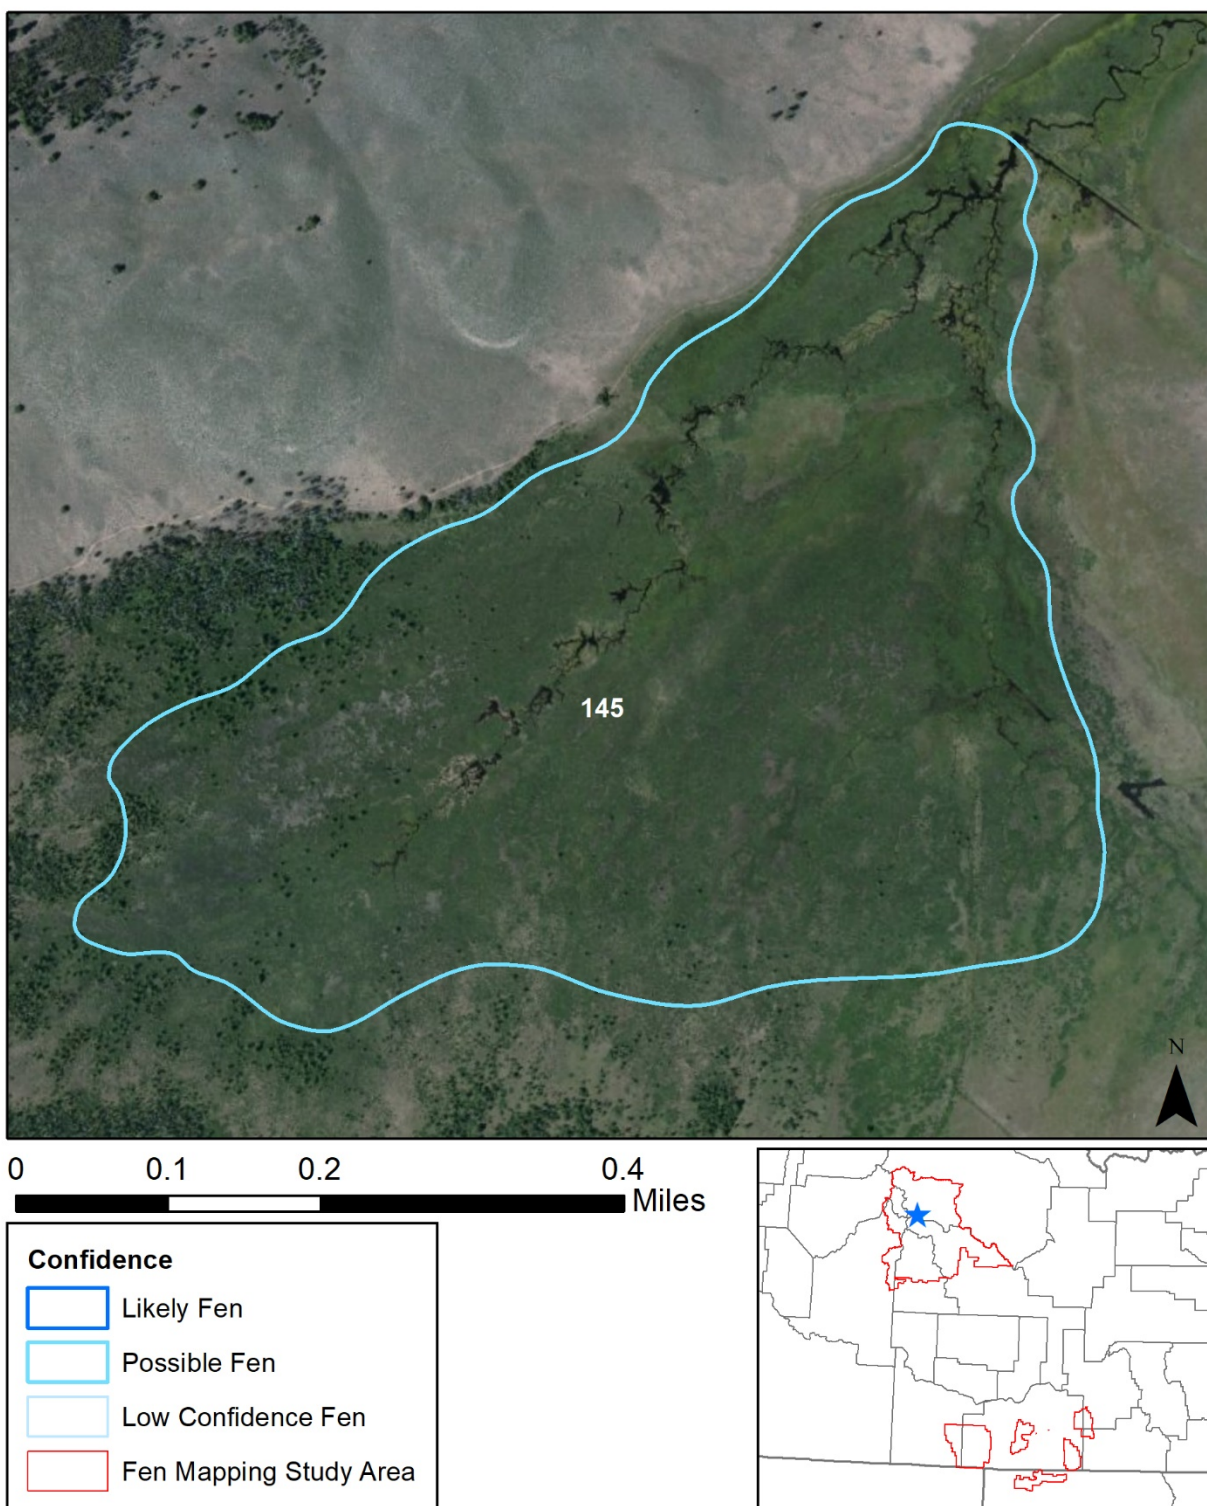 145
N
0 0.1 0.2 0.4
Miles
Confidence
Likely Fen
Possible Fen
Low Confidence Fen
Fen Mapping Study Area